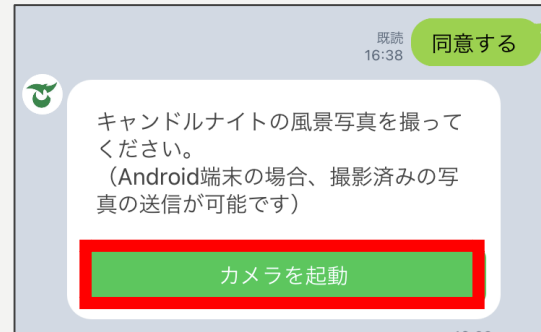 同意する
既読
16:38
キャンドルナイトの風景写真を撮って
ください。
（Android端末の場合、撮影済みの写
真の送信が可能です）
カメラを起動